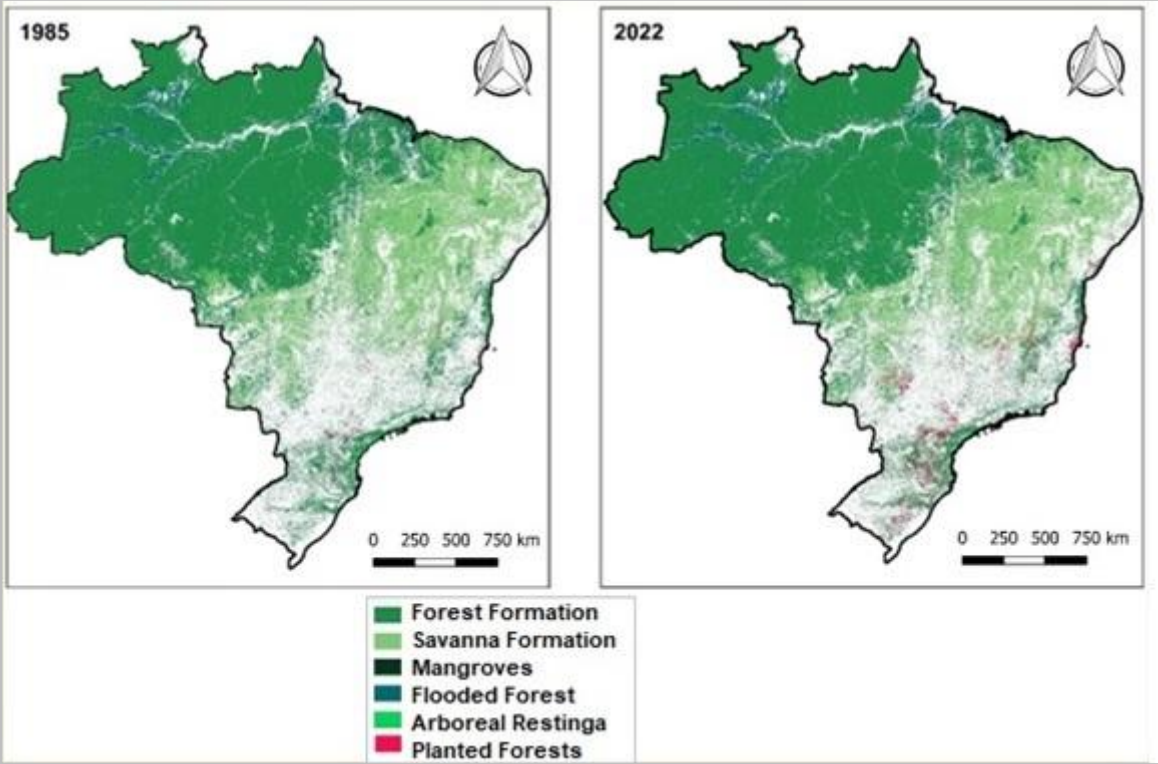 1985
2022
0 250 500 750 km
0 250 500 750 km
Forest Formation
Savanna Formation
Mangroves
Flooded Forest
Arboreal Restinga
Planted Forests